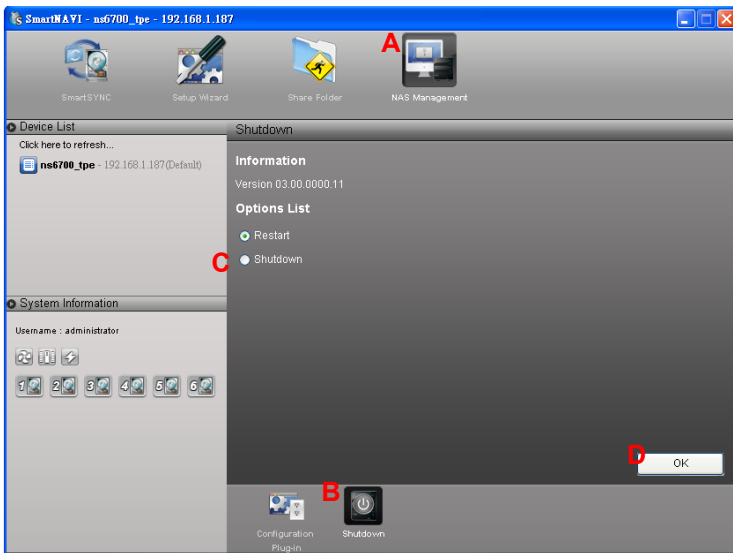 SmartNAVI - ns6700_tpe - 192.168.1.187
A
SmartSYNC
Setup Wizard
Share Folder
NAS Management
Device List
Click here to refresh...
ns6700_tpe - 192.168.1.187(Default)
Shutdown
Information
Version 03.00.0000.11
Options List
Restart
C
Shutdown
System Information
Username : administrator
1 2 3 4 5 6
D
OK
B
Configuration
Plug-in
Shutdown